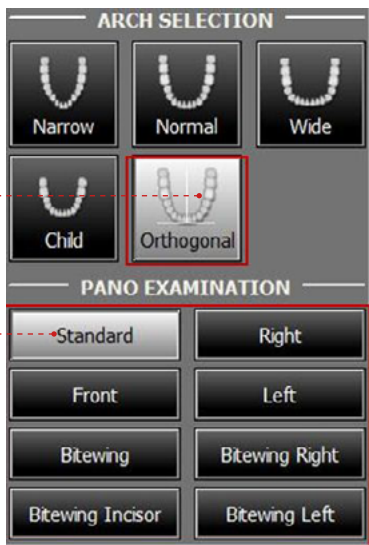 ARCH SELECTION
Narrow Normal Wide
Child Orthogonal
PANO EXAMINATION
Standard Right
Front Left
Bitewing Bitewing Right
Bitewing Incisor Bitewing Left